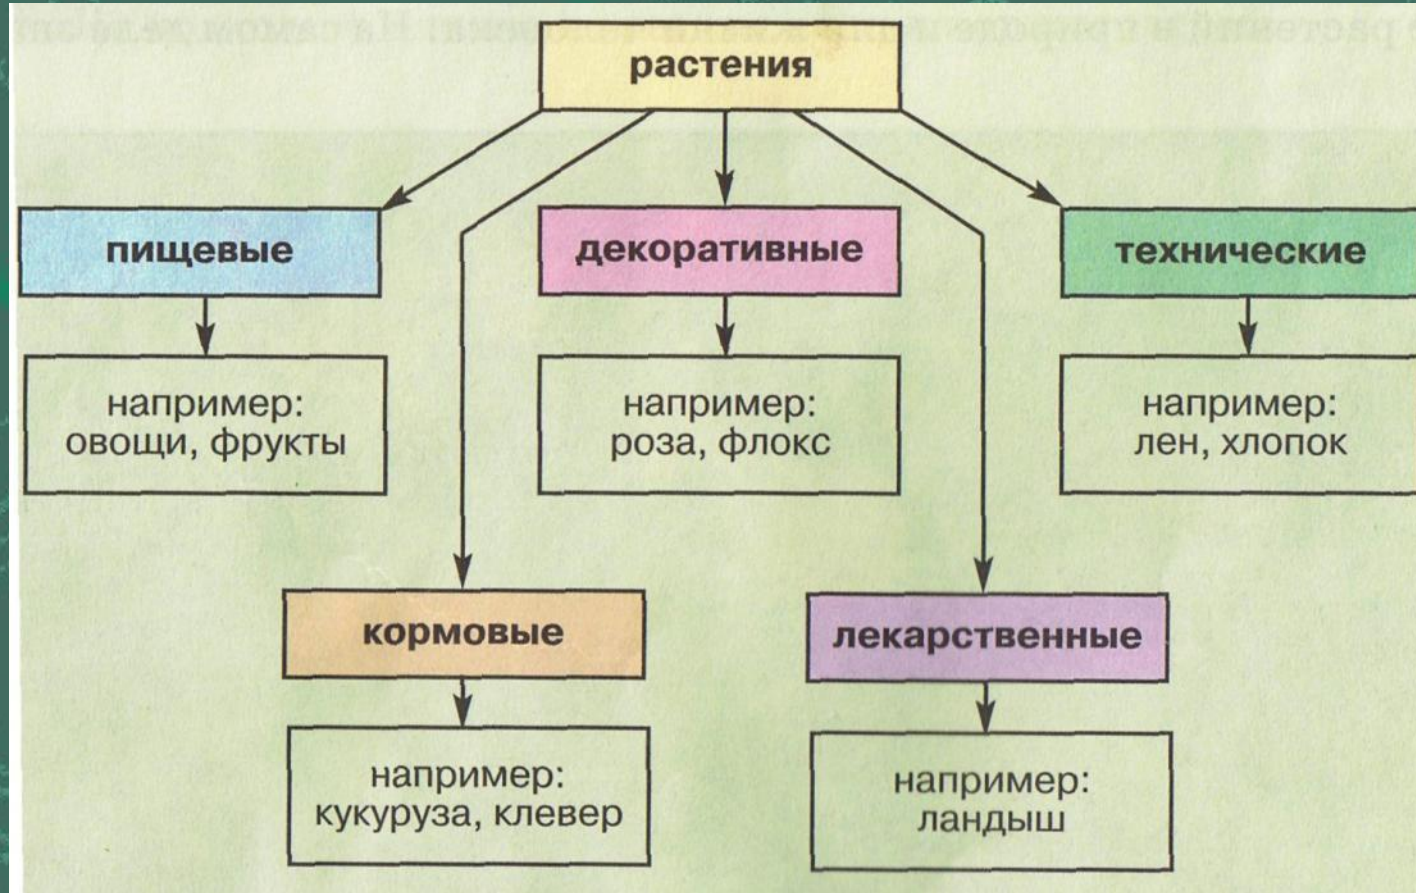 растения
пищевые
декоративные
технические
например:
овощи, фрукты
например:
роза, флокс
например:
лен, хлопок
кормовые
лекарственные
например:
кукуруза, клевер
например:
ландыш